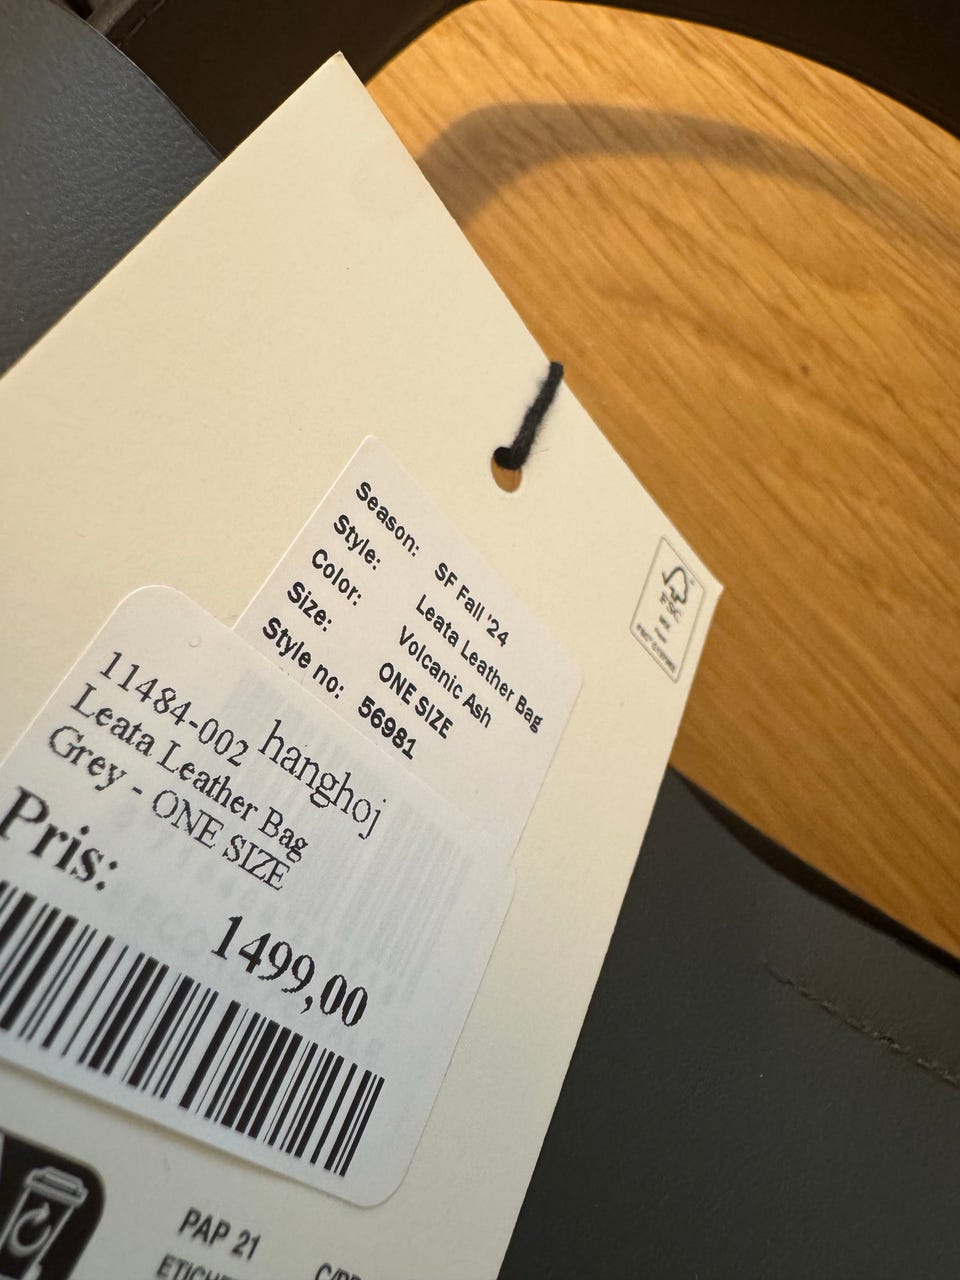 Season: SF Fall '24
Style: Leata Leather Bag
Color: Volcanic Ash
Size: ONE SIZE
Style no: 56981
11484-002 hanghoj
Leata Leather Bag
Grey - ONE SIZE
Pris:
1499,00
FSC
PAP 21